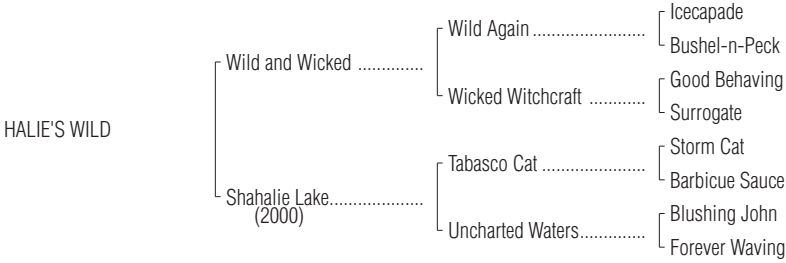 Icecapade
Wild Again ........................
Bushel-n-Peck
Wild and Wicked ..............
Good Behaving
Wicked Witchcraft ............
Surrogate
HALIE'S WILD
Storm Cat
Tabasco Cat ......................
Barbicue Sauce
Shahalie Lake....................
(2000)
Blushing John
Uncharted Waters..............
Forever Waving